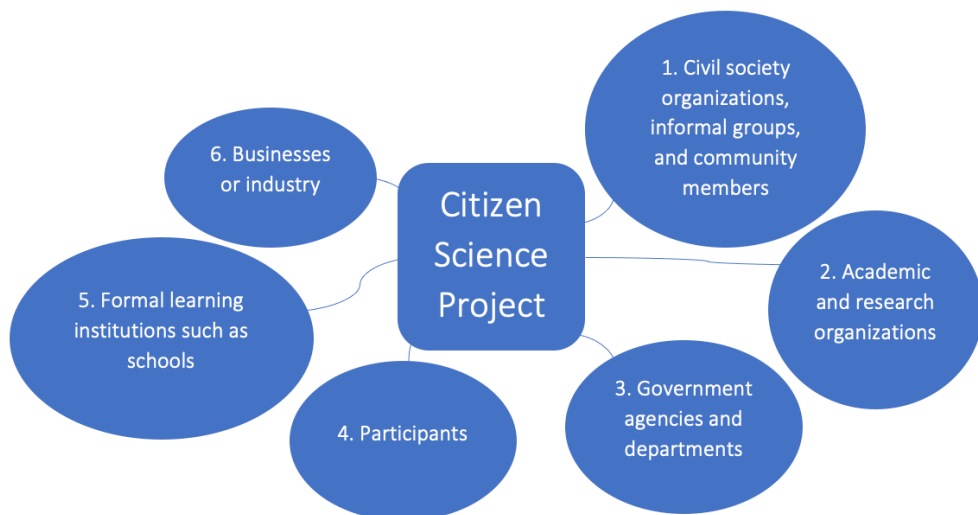 Citizen
Science
Project
1. Civil society
organizations,
informal groups,
and community
members
2. Academic
and research
organizations
3. Government
agencies and
departments
4. Participants
5. Formal learning
institutions such as
schools
6. Businesses
or industry